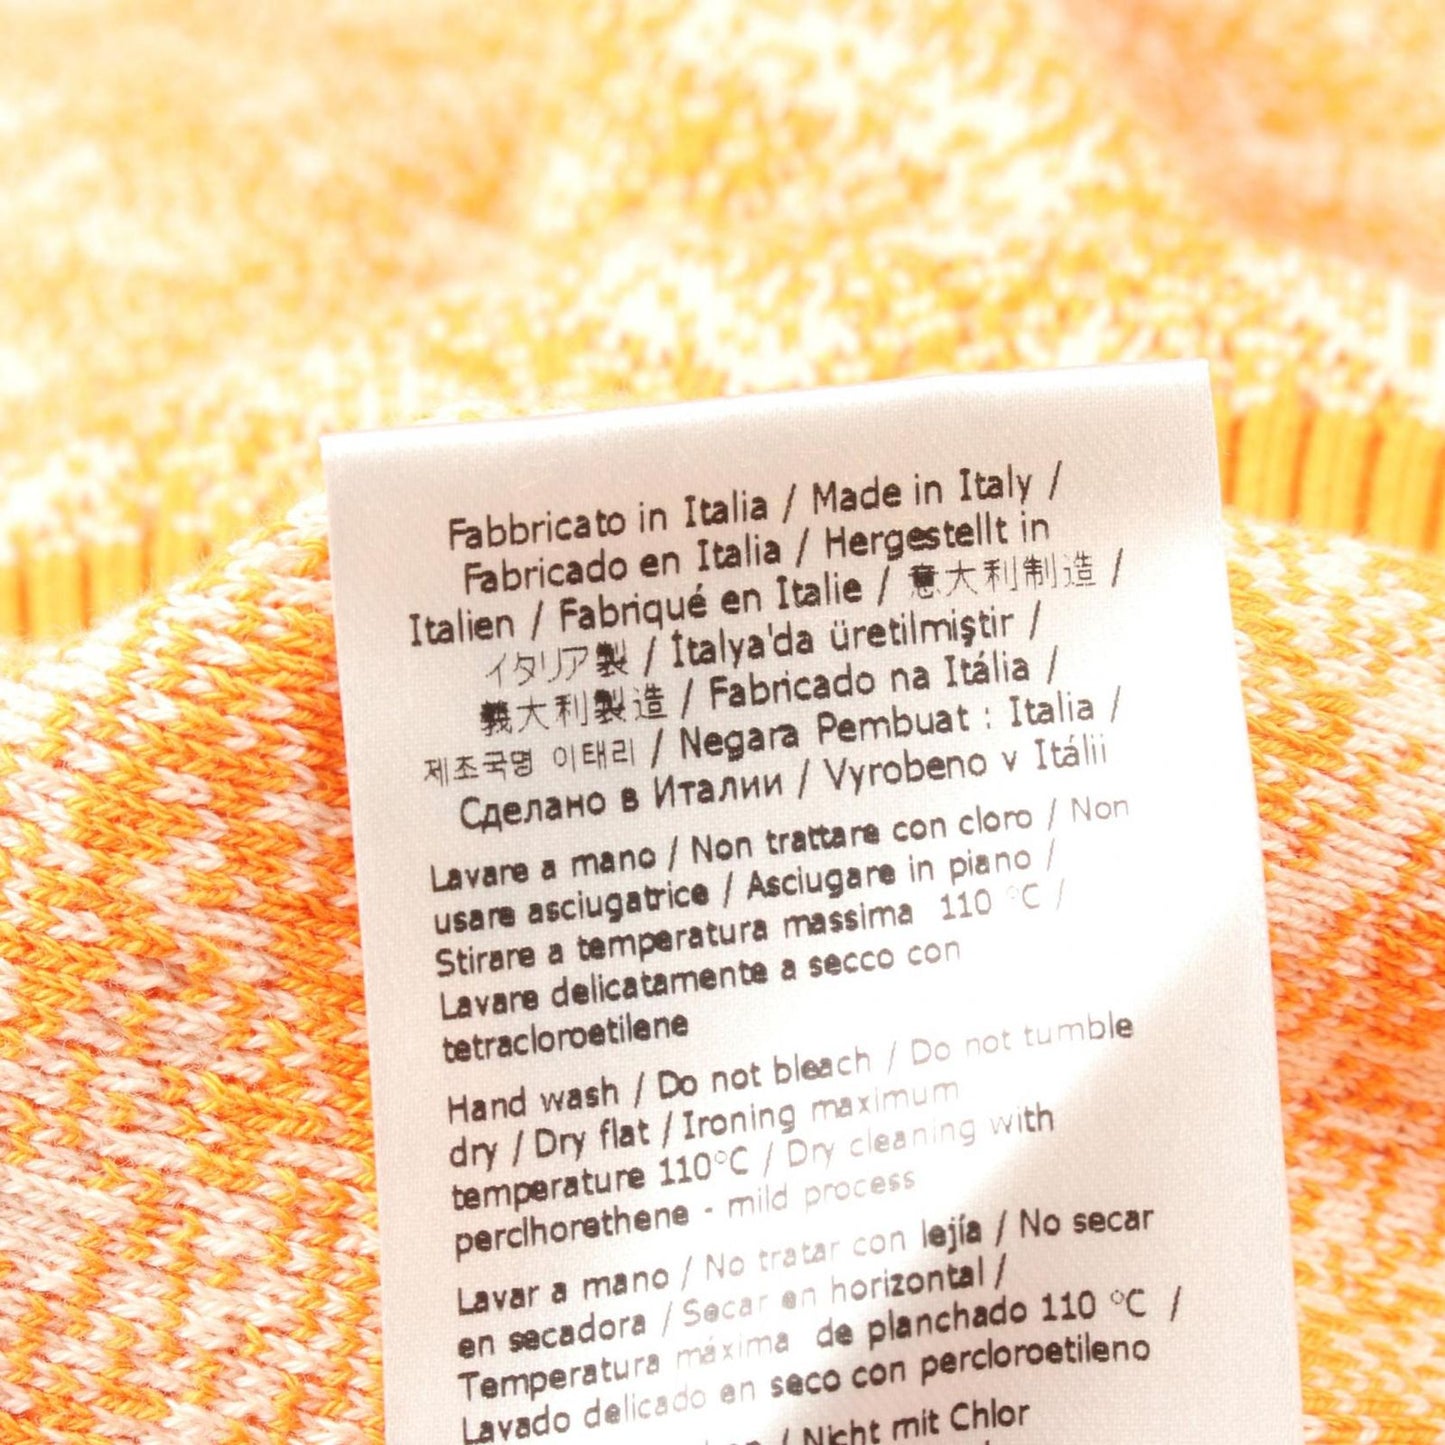 Fabbricato in Italia / Made in Italy /
Fabricado en Italia / Hergestellt in
Italien / Fabriqué en Italie / 意大利制造 /
イタリア製 / İtalya'da üretilmiştir /
義大利製造 / Fabricado na Itália /
제조국명 이태리 / Negara Pembuat : Italia /
Сделано в Италии / Vyrobeno v Itálii
Lavare a mano / Non trattare con cloro / Non
usare asciugatrice / Asciugare in piano /
Stirare a temperatura massima 110 °C /
Lavare delicatamente a secco con
tetracloroetilene
Hand wash / Do not bleach / Do not tumble
dry / Dry flat / Ironing maximum
temperature 110°C / Dry cleaning with
perclhorethene - mild process
Lavar a mano / No tratar con lejía / No secar
en secadora / Secar en horizontal /
Temperatura máxima de planchado 110 °C /
Lavado delicado en seco con percloroetileno
/ Nicht mit Chlor